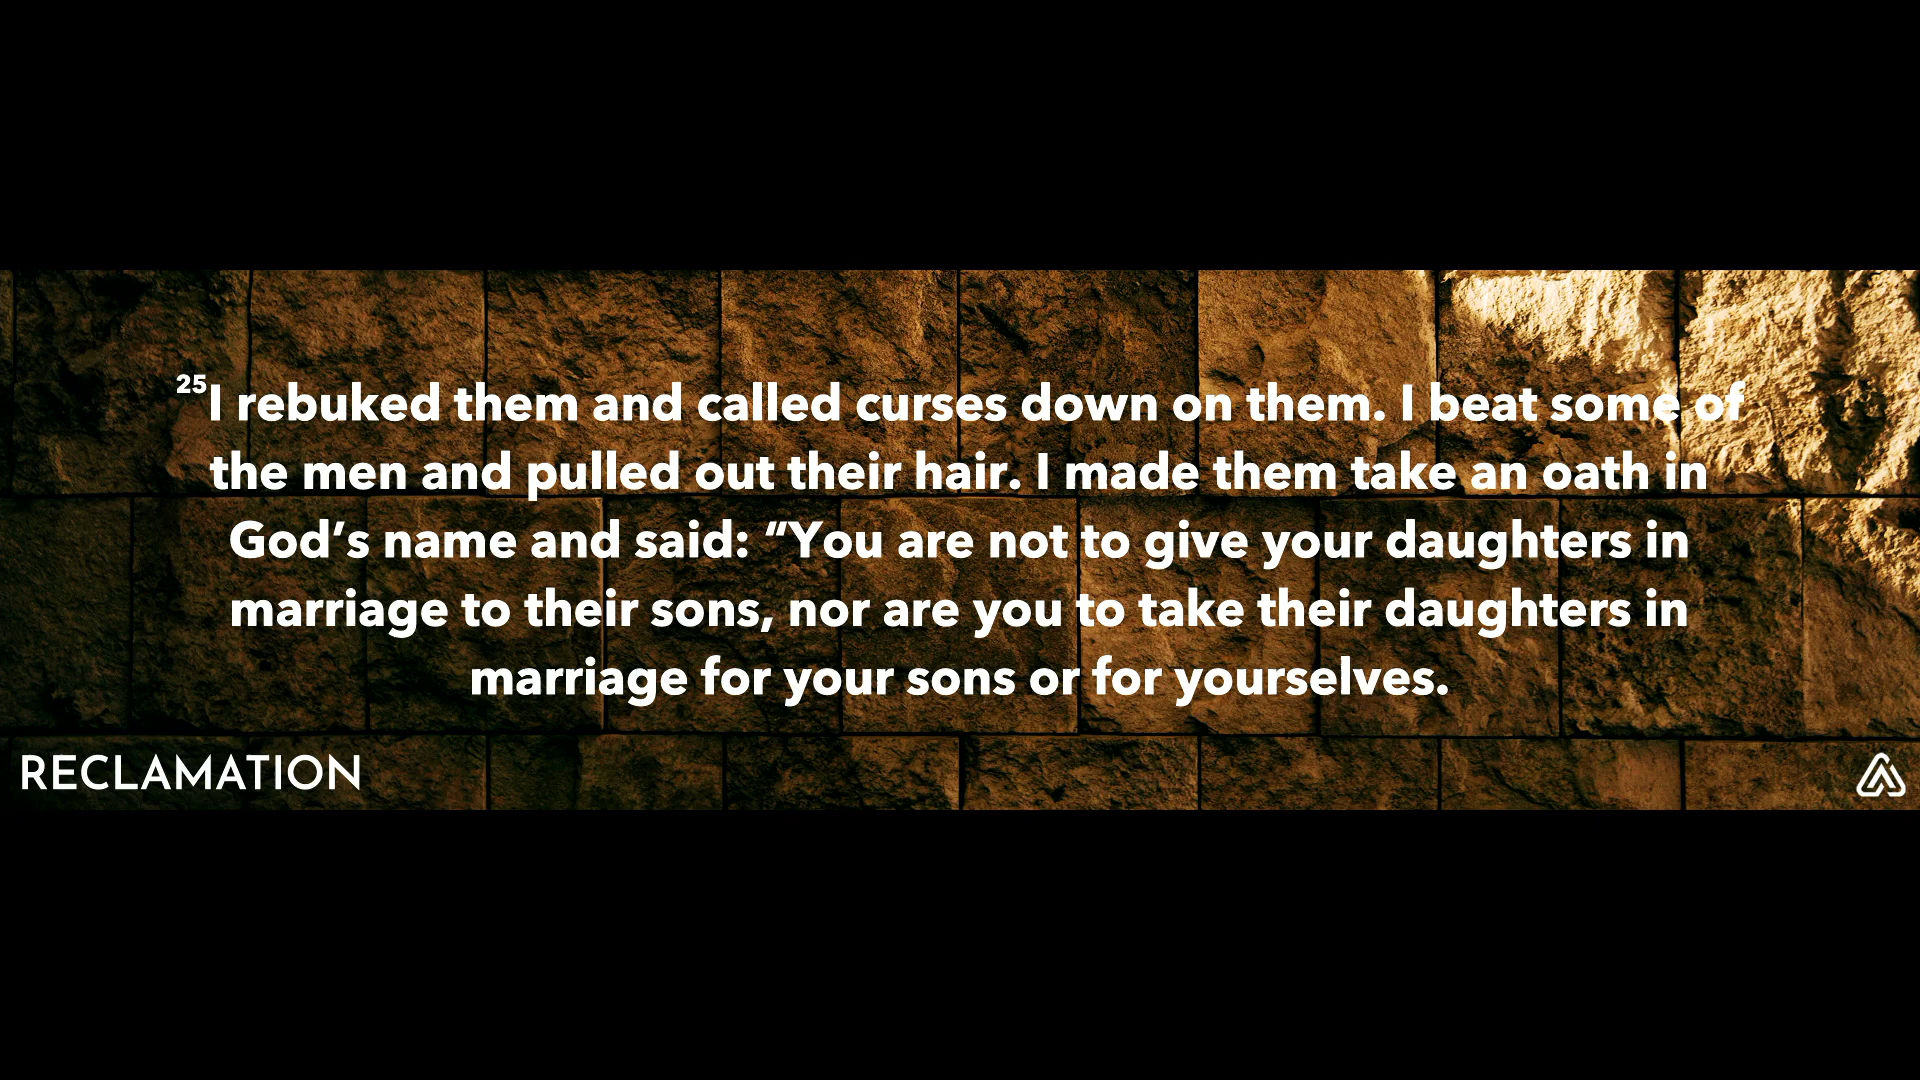 25I rebuked them and called curses down on them. I beat some of
the men and pulled out their hair. I made them take an oath in
God’s name and said: “You are not to give your daughters in
marriage to their sons, nor are you to take their daughters in
marriage for your sons or for yourselves.
RECLAMATION